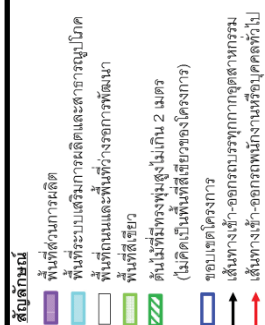 สัญลักษณ์
พื้นที่ส่วนการผลิต
พื้นที่ระบบเสริมการผลิตและสาธารณูปโภค
พื้นที่ถนนและพื้นที่ว่างรอการพัฒนา
พื้นที่สีเขียว
ต้นไม้ที่มีทรงพุ่มสูงไม่เกิน 2 เมตร
(ไม่คิดเป็นพื้นที่สีเขียวของโครงการ)
ขอบเขตโครงการ
เส้นทางเข้า-ออกรถบรรทุกกากอุตสาหกรรม
เส้นทางเข้า-ออกรถพนักงานหรือบุคคลทั่วไป